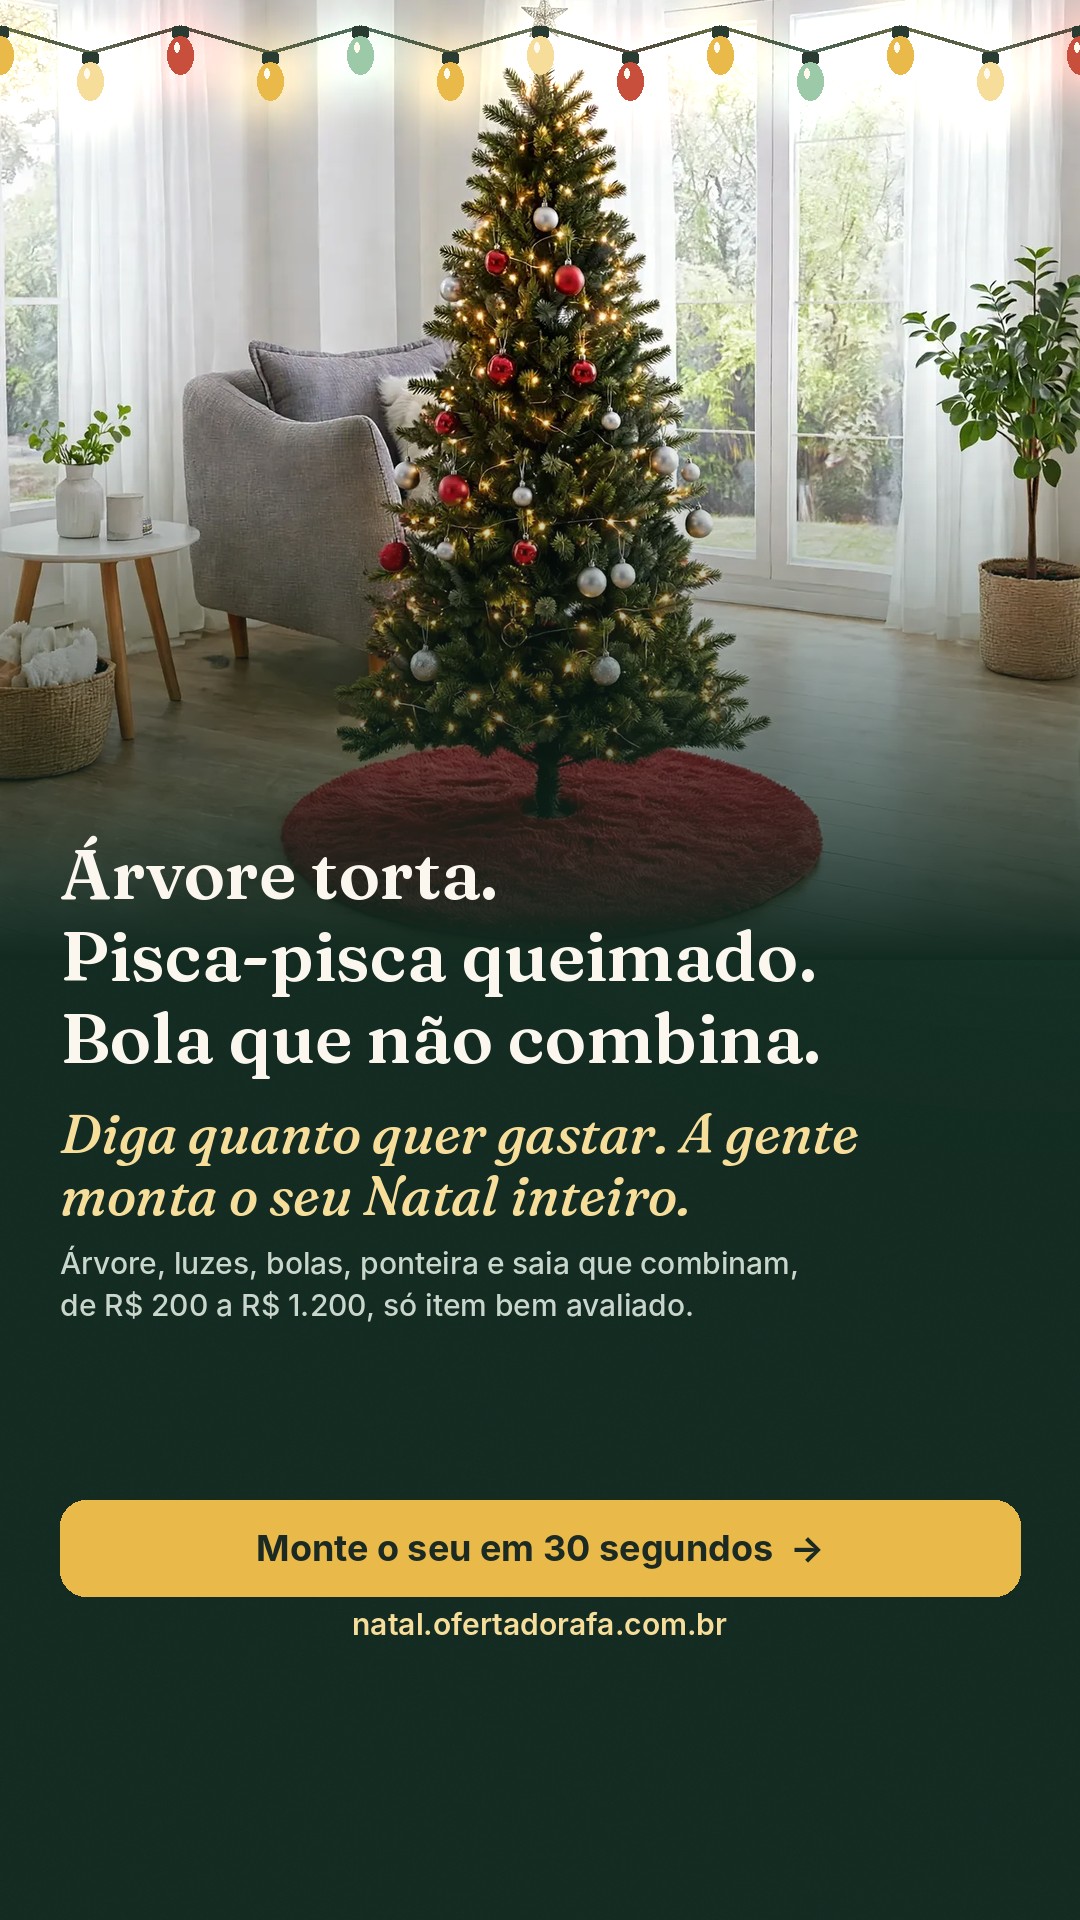 Árvore torta.
Pisca-pisca queimado.
Bola que não combina.
Diga quanto quer gastar. A gente
monta o seu Natal inteiro.
Árvore, luzes, bolas, ponteira e saia que combinam,
de R$ 200 a R$ 1.200, só item bem avaliado.
Monte o seu em 30 segundos →
natal.ofertadorafa.com.br